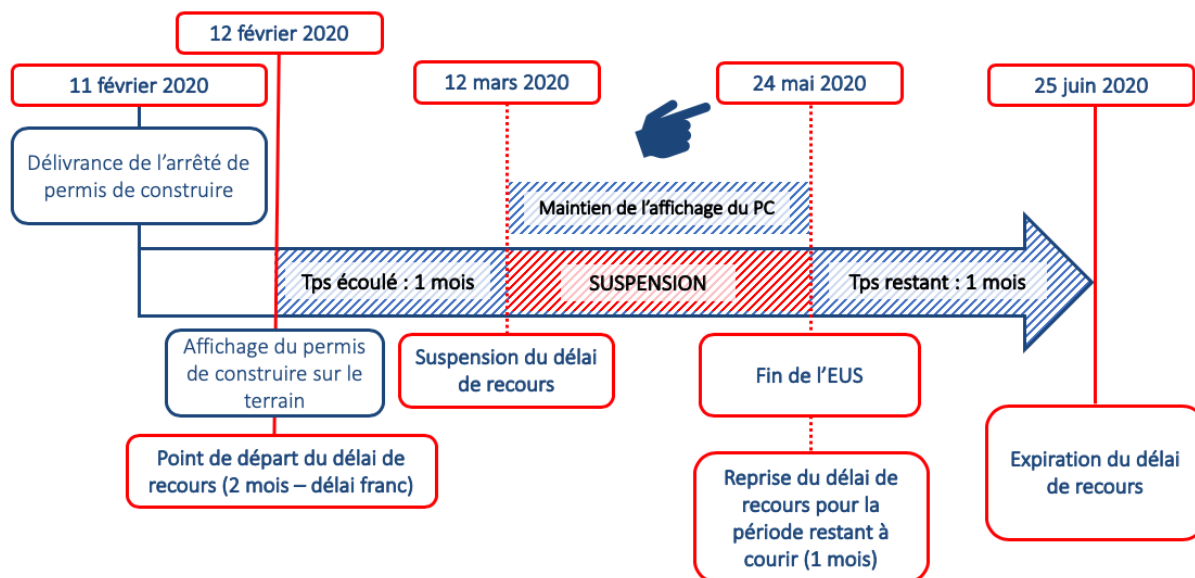 12 février 2020
11 février 2020
12 mars 2020
24 mai 2020
25 juin 2020
Délivrance de l'arrêté de
permis de construire
Maintien de l'affichage du PC
Tps écoulé : 1 mois
SUSPENSION
Tps restant : 1 mois
Affichage du permis
de construire sur le
terrain
Suspension du délai
de recours
Fin de l'EUS
Point de départ du délai de
recours (2 mois – délai franc)
Reprise du délai de
recours pour la
période restant à
courir (1 mois)
Expiration du délai
de recours